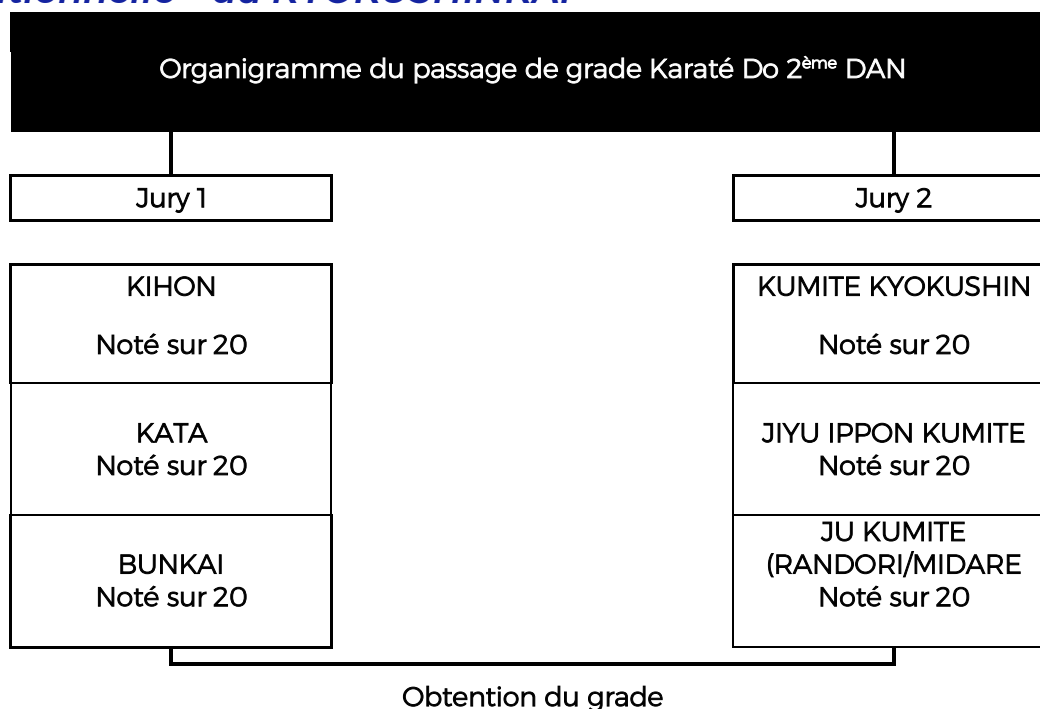 du KYOKUSHINKAI
Organigramme du passage de grade Karaté Do 2ème DAN
Jury 1
Jury 2
KIHON
Noté sur 20
KATA
Noté sur 20
BUNKAI
Noté sur 20
KUMITE KYOKUSHIN
Noté sur 20
JIYU IPPON KUMITE
Noté sur 20
JU KUMITE
(RANDORI/MIDARE
Noté sur 20
Obtention du grade